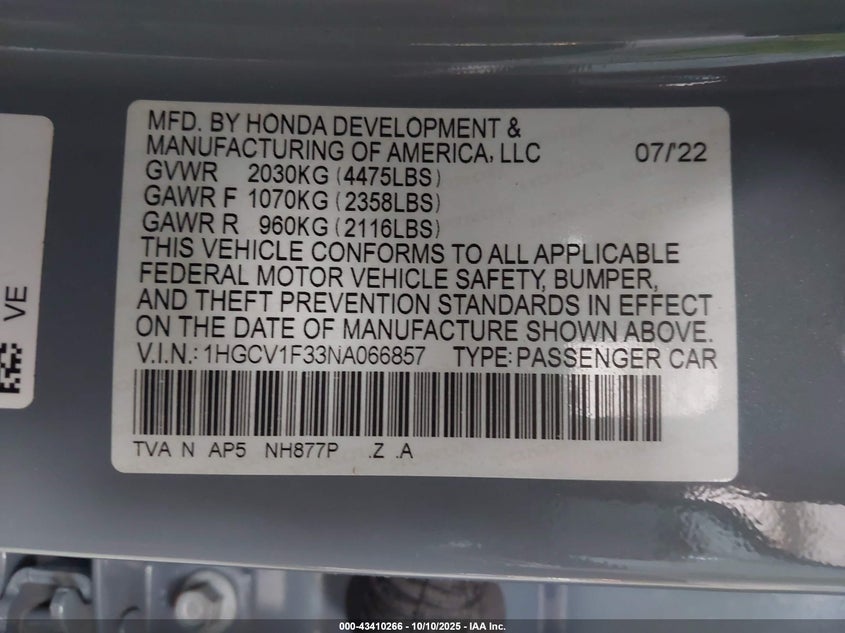 MFD. BY HONDA DEVELOPMENT &
MANUFACTURING OF AMERICA, LLC 07/'22
GVWR 2030KG (4475LBS)
GAWR F 1070KG (2358LBS)
GAWR R 960KG (2116LBS)
THIS VEHICLE CONFORMS TO ALL APPLICABLE
FEDERAL MOTOR VEHICLE SAFETY, BUMPER,
AND THEFT PREVENTION STANDARDS IN EFFECT
ON THE DATE OF MANUFACTURE SHOWN ABOVE.
V.I.N.: 1HGCV1F33NA066857 TYPE: PASSENGER CAR
TVA N AP5 NH877P .Z .A
VE
000-43410266 - 10/10/2025 - IAA Inc.